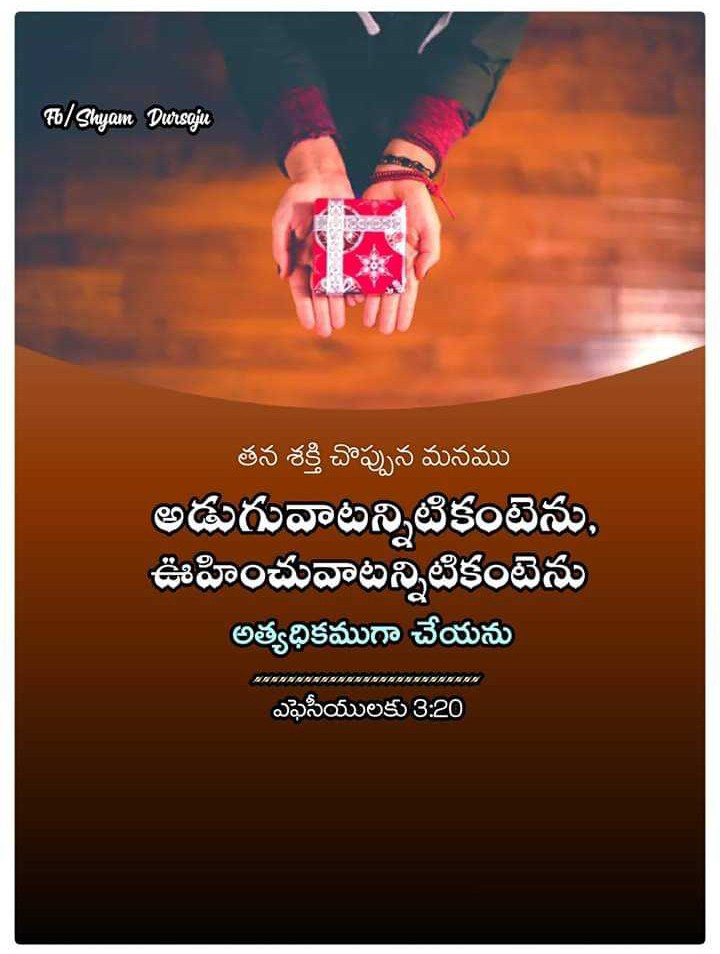 Fb/ Shyam Dursaju
తన శక్తి చొప్పున మనము
అడుగువాటన్నిటికంటెను,
ఊహించువాటన్నిటికంటెను
అత్యధికముగా చేయను
ఎఫెసీయులకు 3:20